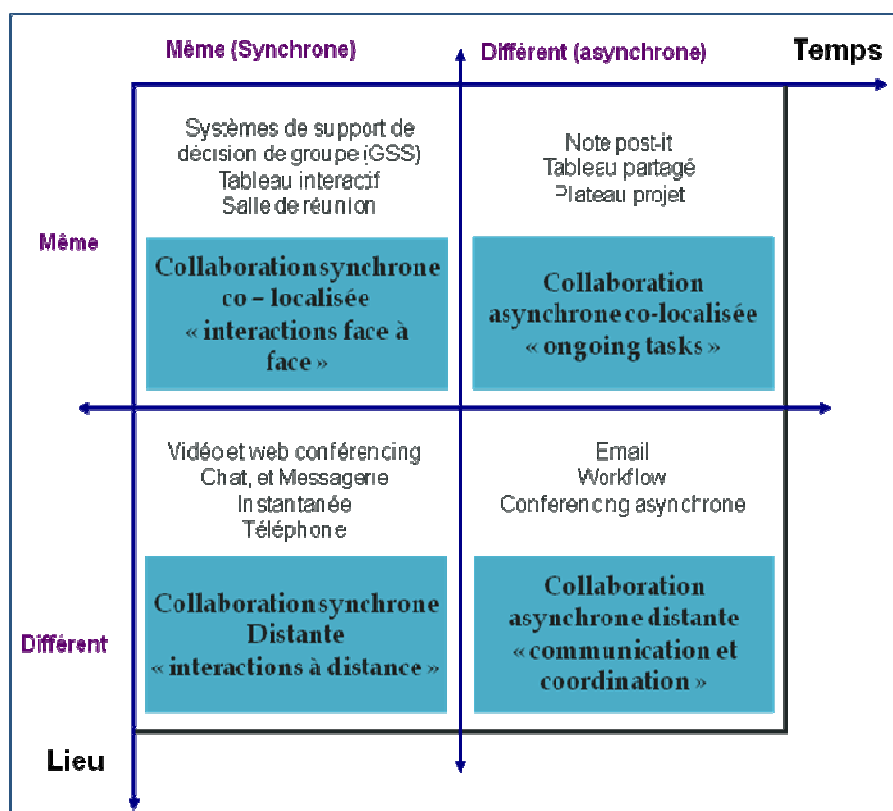 Même (Synchrone)
Différent (asynchrone)
Temps
Systèmes de support de
décision de groupe (GSS)
Tableau interactif
Salle de réunion
Note post-it
Tableau partagé
Plateau projet
Même
Collaboration synchrone
co – localisée
« interactions face à
face »
Collaboration
asynchrone co-localisée
« ongoing tasks »
Vidéo et web conférencing
Chat, et Messagerie
Instantanée
Téléphone
Email
Workflow
Conferencing asynchrone
Différent
Collaboration synchrone
Distante
« interactions à distance »
Collaboration
asynchrone distante
« communication et
coordination »
Lieu